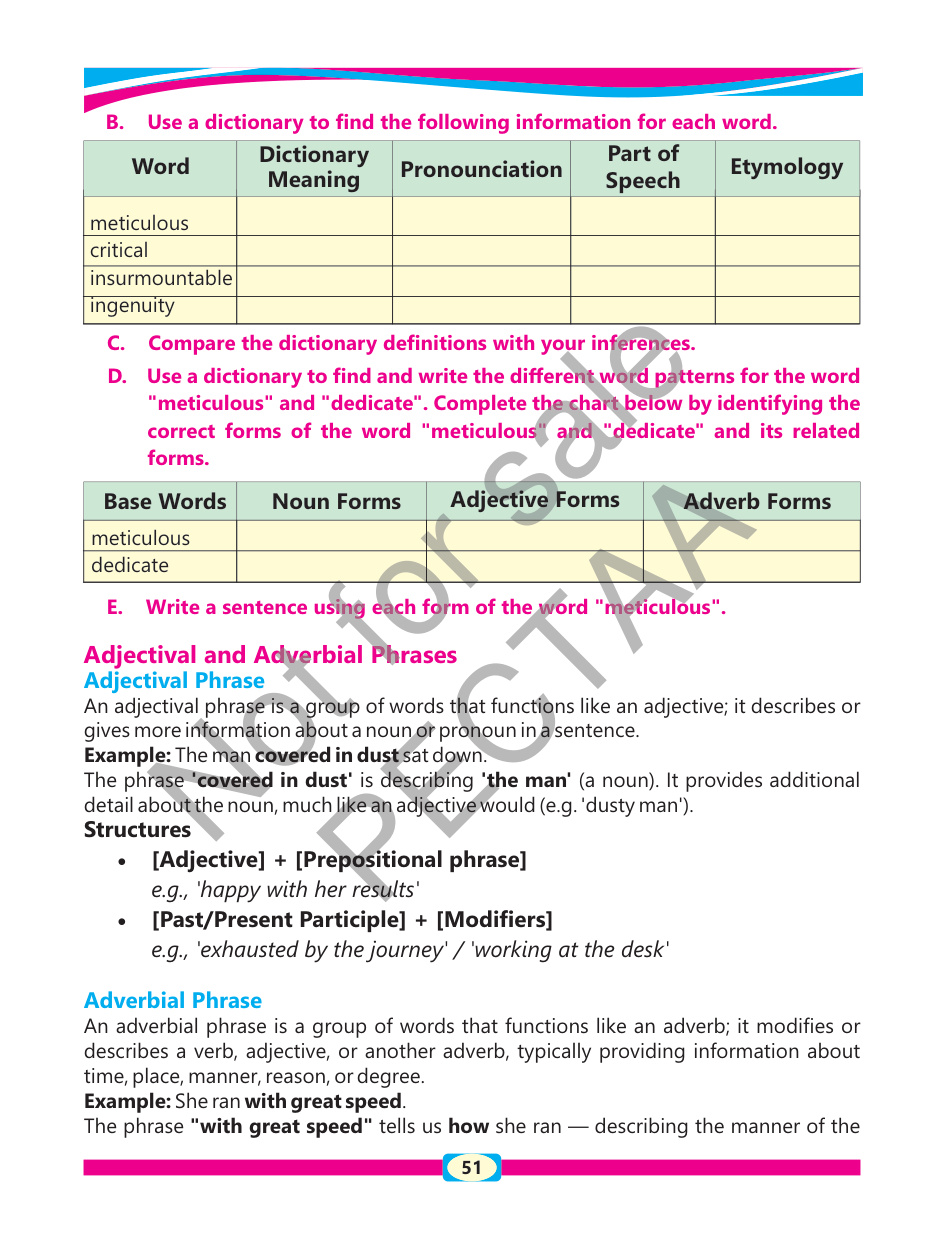 B. Use a dictionary to find the following information for each word.
Word Dictionary Meaning Pronounciation Part of Speech Etymology
meticulous
critical
insurmountable
ingenuity
C. Compare the dictionary definitions with your inferences.
D. Use a dictionary to find and write the different word patterns for the word
"meticulous" and "dedicate". Complete the chart below by identifying the
correct forms of the word "meticulous" and "dedicate" and its related
forms.
Base Words Noun Forms Adjective Forms Adverb Forms
meticulous
dedicate
E. Write a sentence using each form of the word "meticulous".
Adjectival and Adverbial Phrases
Adjectival Phrase
An adjectival phrase is a group of words that functions like an adjective; it describes or
gives more information about a noun or pronoun in a sentence.
Example: The man covered in dust sat down.
The phrase 'covered in dust' is describing 'the man' (a noun). It provides additional
detail about the noun, much like an adjective would (e.g. 'dusty man').
Structures
• [Adjective] + [Prepositional phrase]
e.g., 'happy with her results'
• [Past/Present Participle] + [Modifiers]
e.g., 'exhausted by the journey' / 'working at the desk'
Adverbial Phrase
An adverbial phrase is a group of words that functions like an adverb; it modifies or
describes a verb, adjective, or another adverb, typically providing information about
time, place, manner, reason, or degree.
Example: She ran with great speed.
The phrase "with great speed" tells us how she ran — describing the manner of the
51
Not for sale
PECTAA